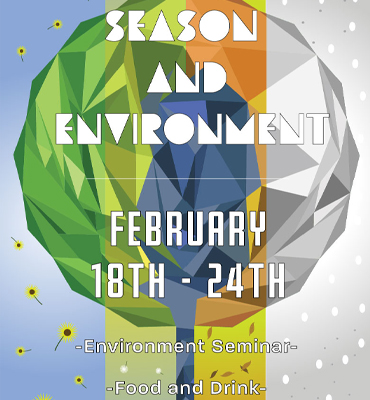 SEASON
AND
ENVIRONMENT
FEBRUARY
18TH - 24TH
-Environment Seminar-
-Food and Drink-